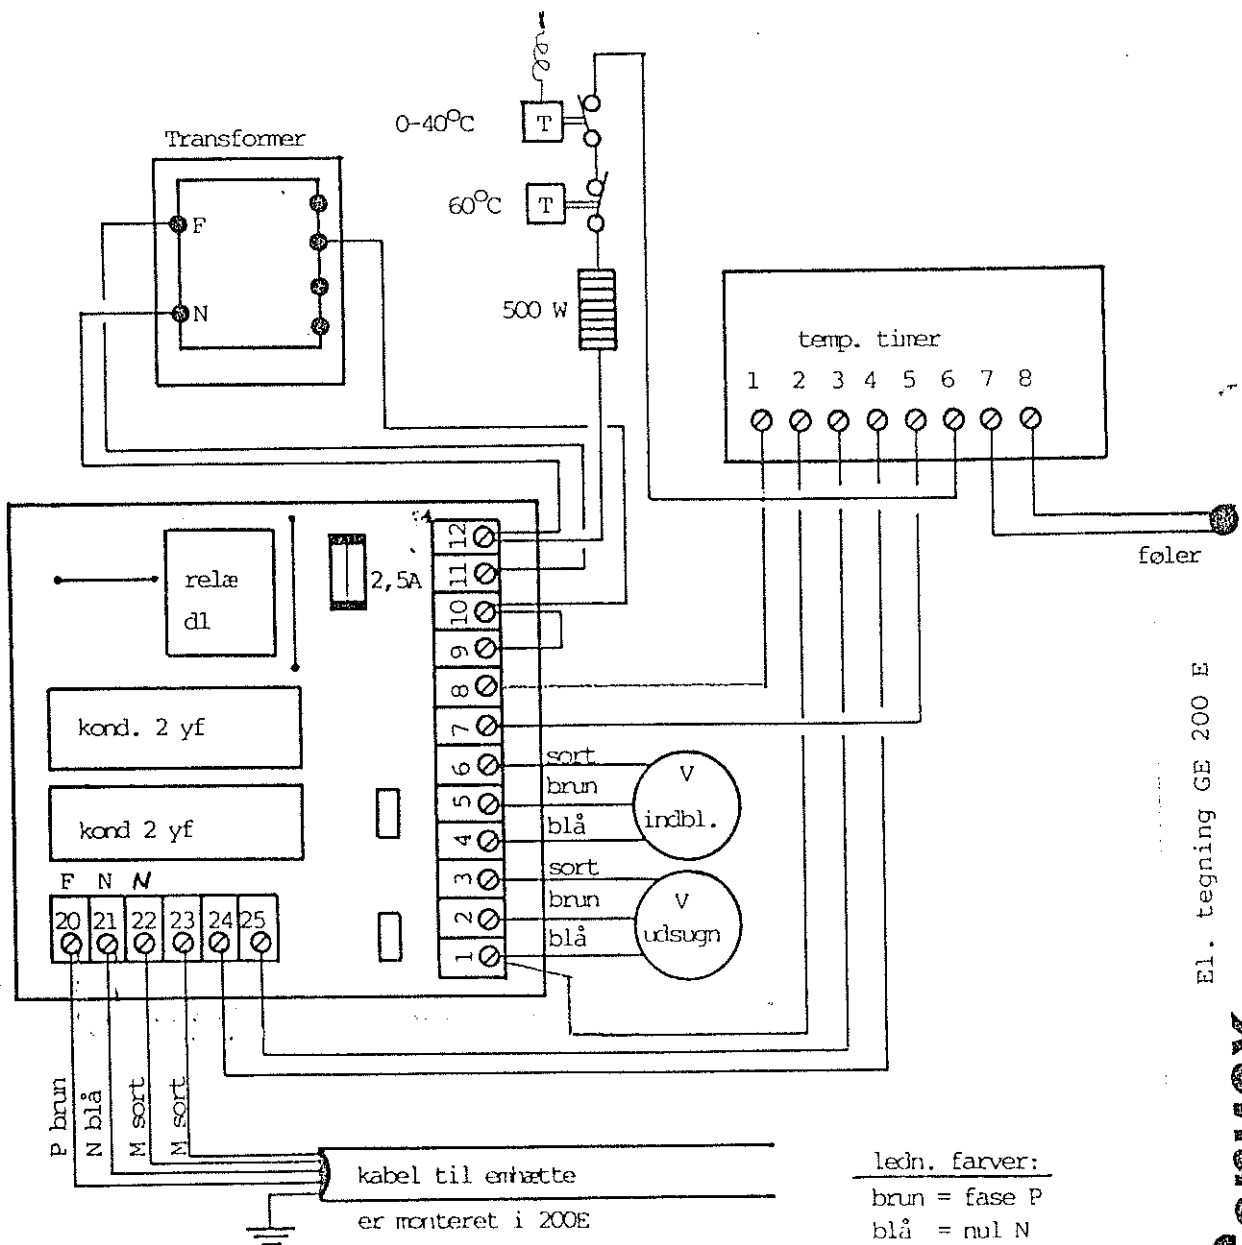 Transformer
0-40°C
T
60°C
T
F
N
500 W
temp. timer
1 2 3 4 5 6 7 8
føler
relæ
d1
2,5A
12
11
10
9
8
7
6
5
4
3
2
1
kond. 2 yf
kond 2 yf
sort
brun
blå
V
indbl.
sort
brun
blå
V
udsugn
F N N
20 21 22 23 24 25
P brun
N blå
M sort
M sort
kabel til emhætte
er monteret i 200E
ledn. farver:
brun = fase P
blå = nul N
El. tegning GE 200 E